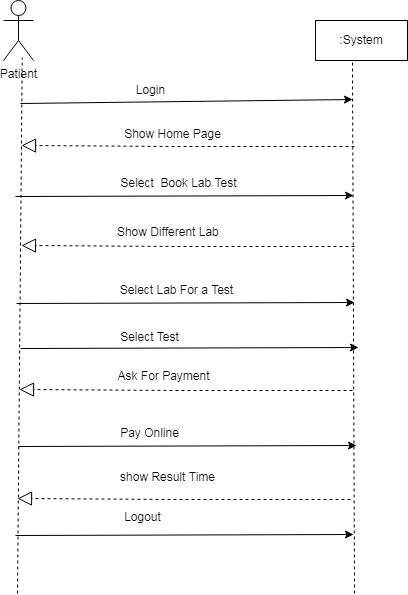 :System
Patient
Login
Show Home Page
Select Book Lab Test
Show Different Lab
Select Lab For a Test
Select Test
Ask For Payment
Pay Online
show Result Time
Logout